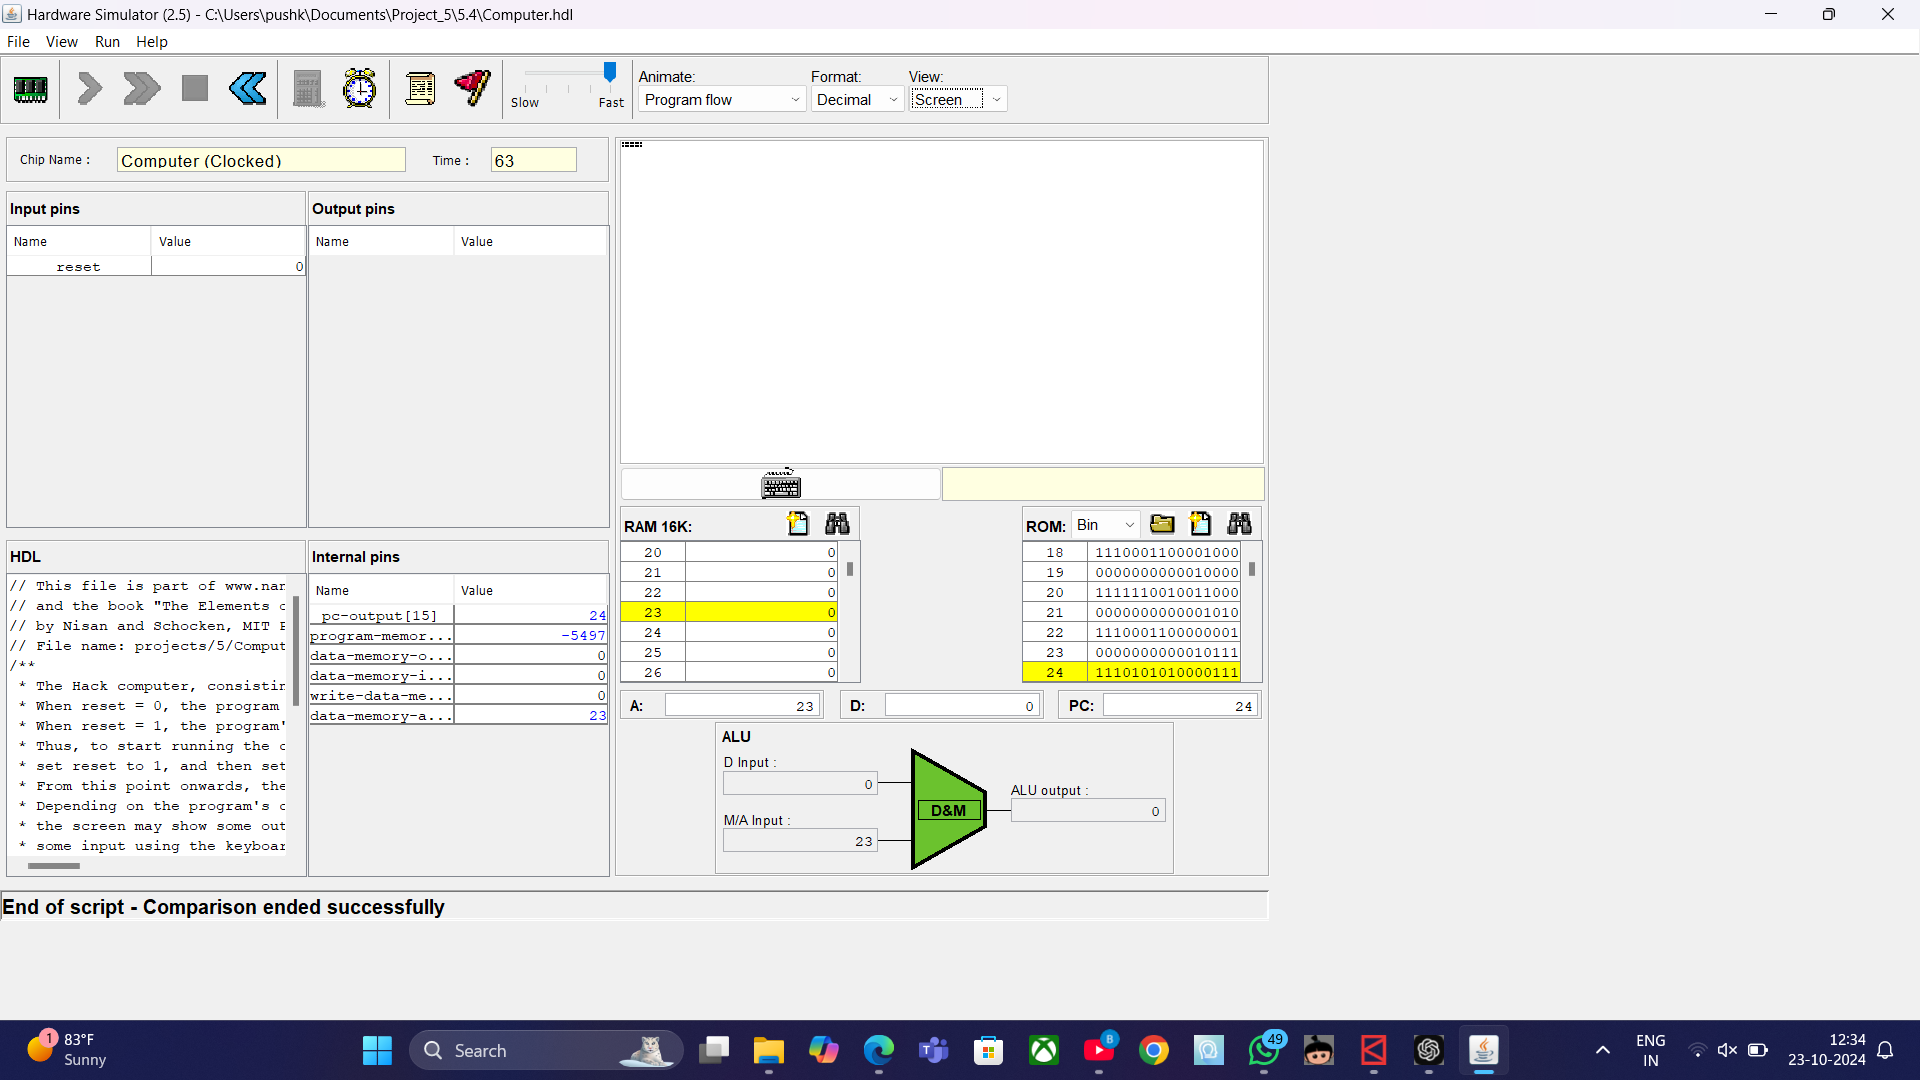 Hardware Simulator (2.5) - C:\Users\pushk\Documents\Project_5\5.4\Computer.hdl
File View Run Help
Slow Fast
Animate: Format: View:
Program flow Decimal Screen
Chip Name : Computer (Clocked) Time : 63
Input pins Output pins
Name Value Name Value
reset 0
RAM 16K: ROM: Bin
20 0
21 0
22 0
23 0
24 0
25 0
26 0
18 1110001100001000
19 0000000000010000
20 1111110010011000
21 0000000000001010
22 1110001100000001
23 0000000000010111
24 1110101010000111
HDL
// This file is part of www.nan
// and the book "The Elements o
// by Nisan and Schocken, MIT P
// File name: projects/5/Comput
/**
* The Hack computer, consistin
* When reset = 0, the program
* When reset = 1, the program'
* Thus, to start running the c
* set reset to 1, and then set
* From this point onwards, the
* Depending on the program's c
* the screen may show some out
* some input using the keyboar
Internal pins
Name Value
pc-output[15] 24
program-memor... -5497
data-memory-o... 0
data-memory-i... 0
write-data-me... 0
data-memory-a... 23
A: 23 D: 0 PC: 24
ALU
D Input :
0
M/A Input :
23
D&M
ALU output :
0
End of script - Comparison ended successfully
1 83°F
Sunny
Search
B
49
ENG
IN
12:34
23-10-2024